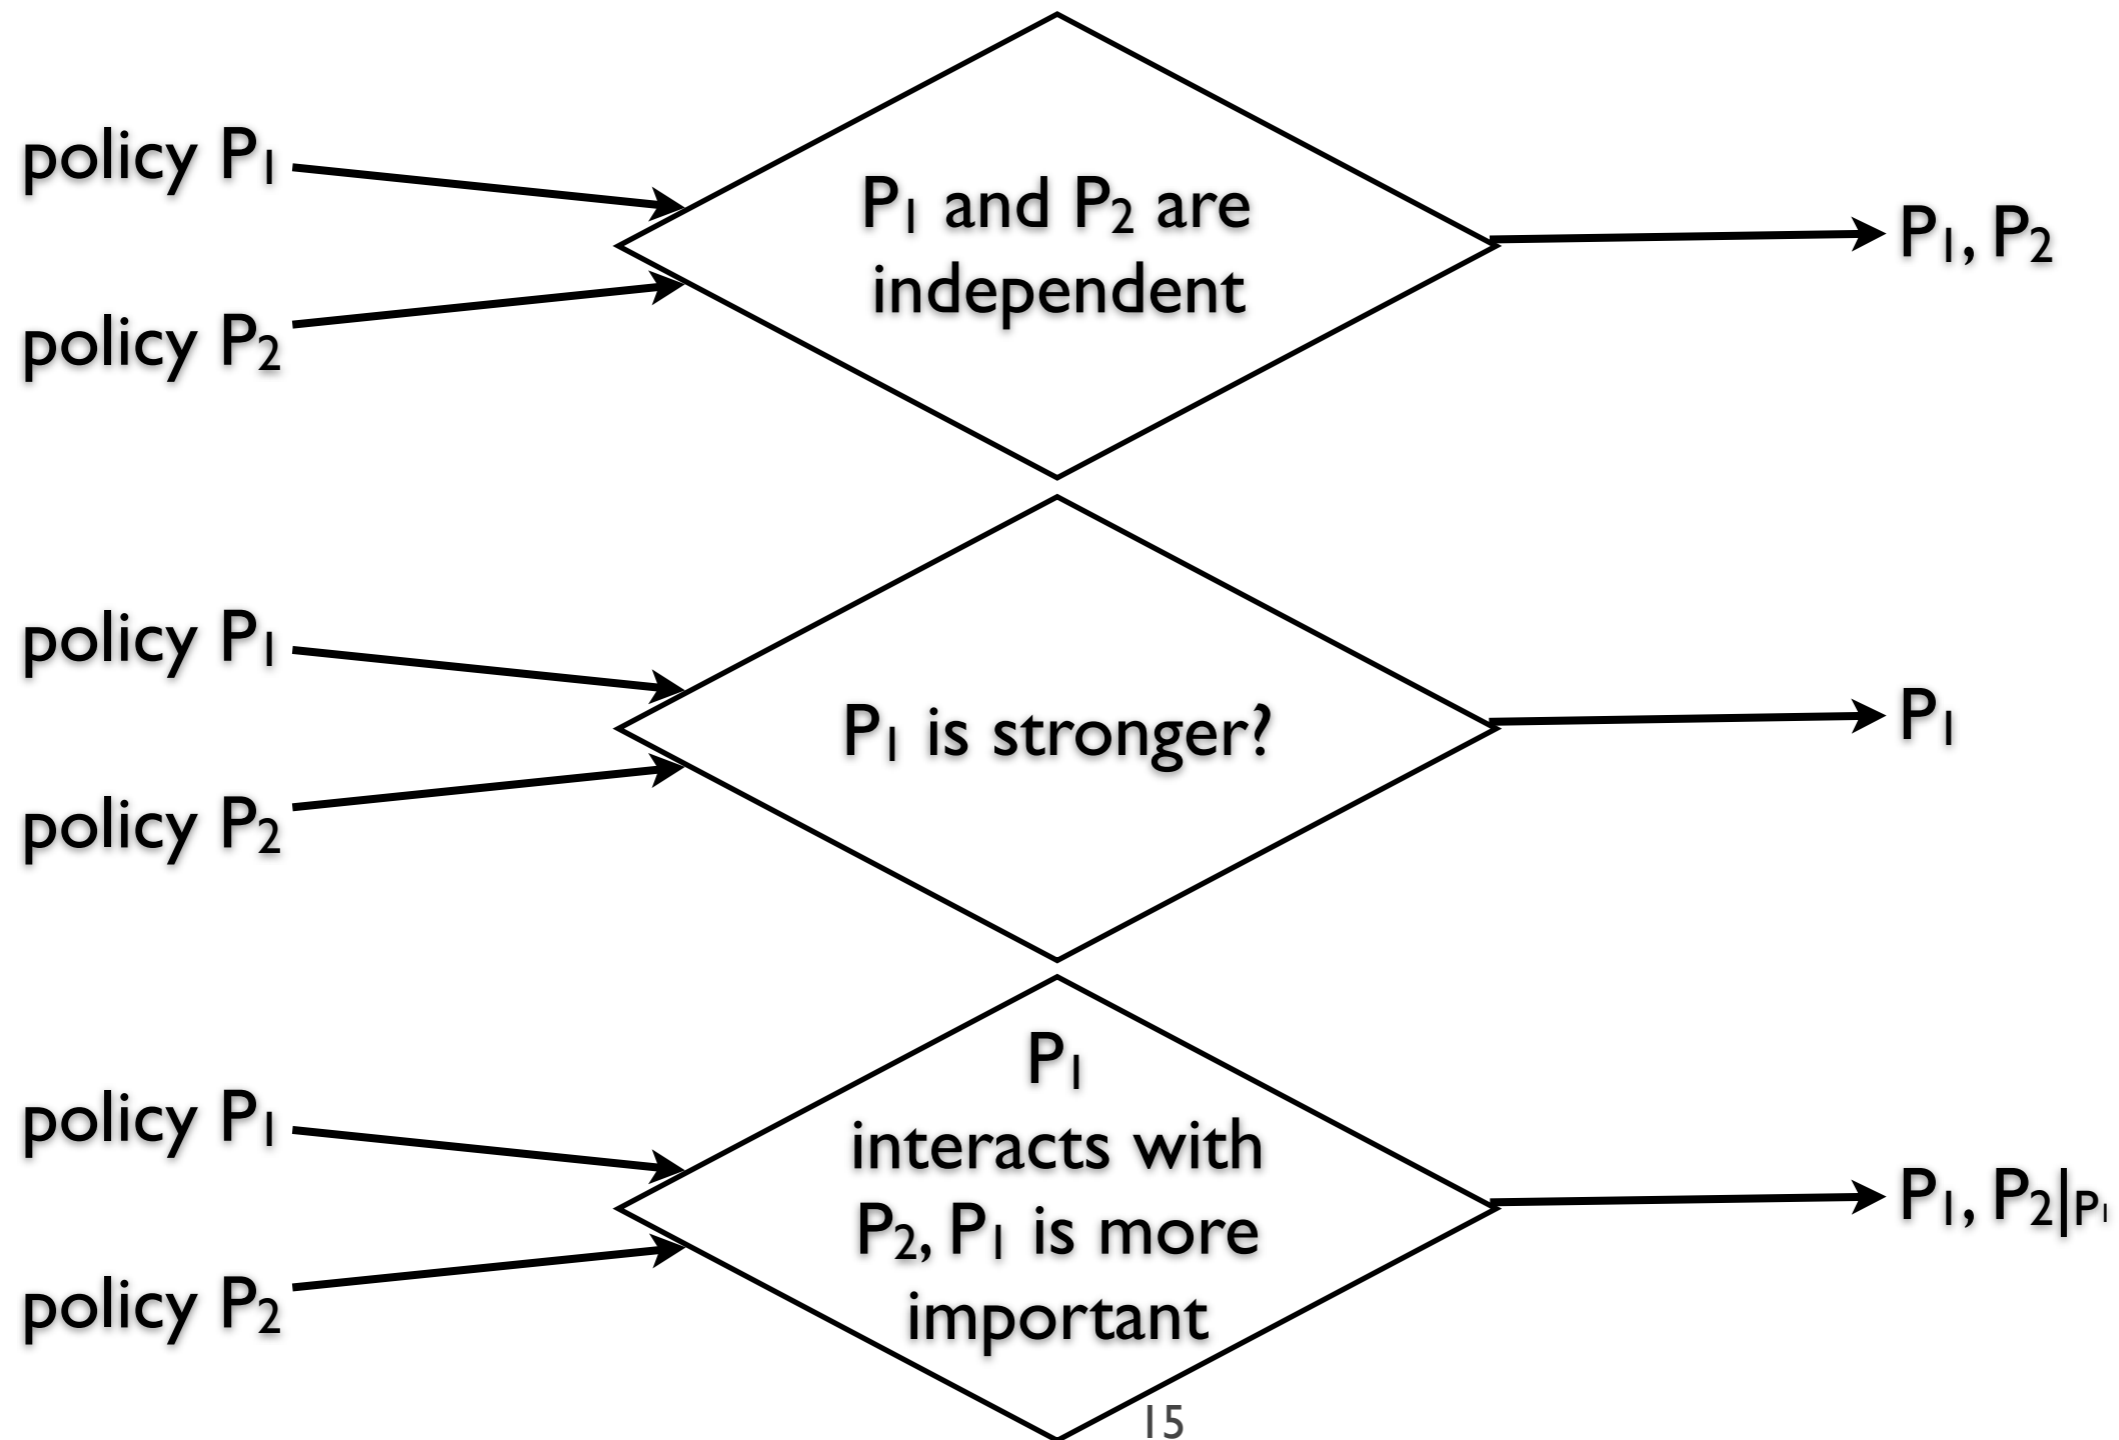 policy P₁
policy P₂
P₁ and P₂ are
independent
P₁, P₂
policy P₁
policy P₂
P₁ is stronger?
P₁
policy P₁
policy P₂
P₁
interacts with
P₂, P₁ is more
important
P₁, P₂|P₁
15